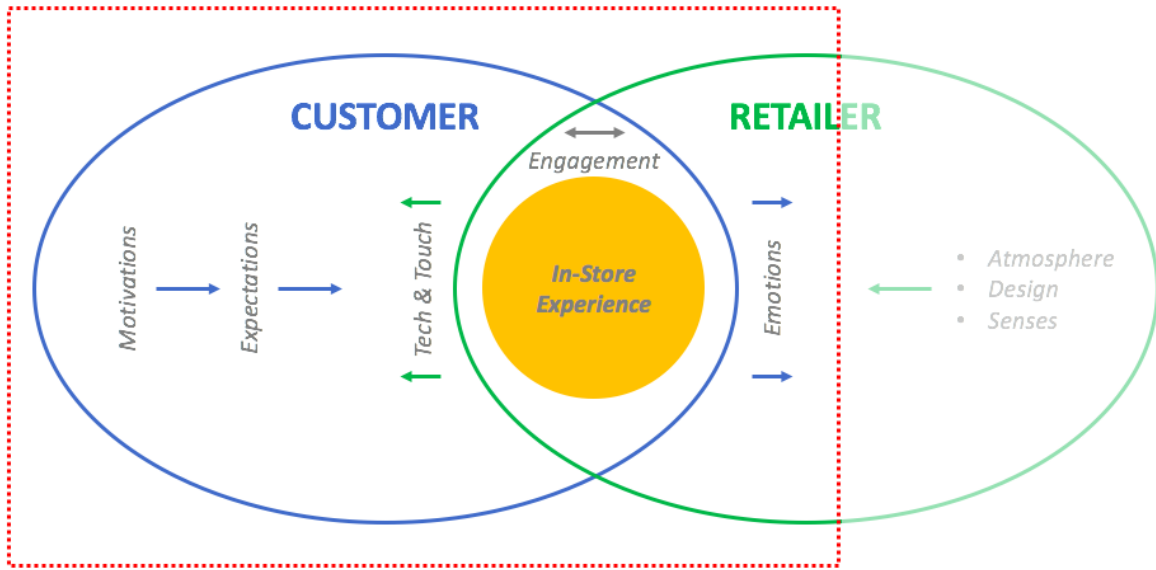 CUSTOMER
RETAILER
Engagement
Motivations
Expectations
Tech & Touch
In-Store
Experience
Emotions
• Atmosphere
• Design
• Senses